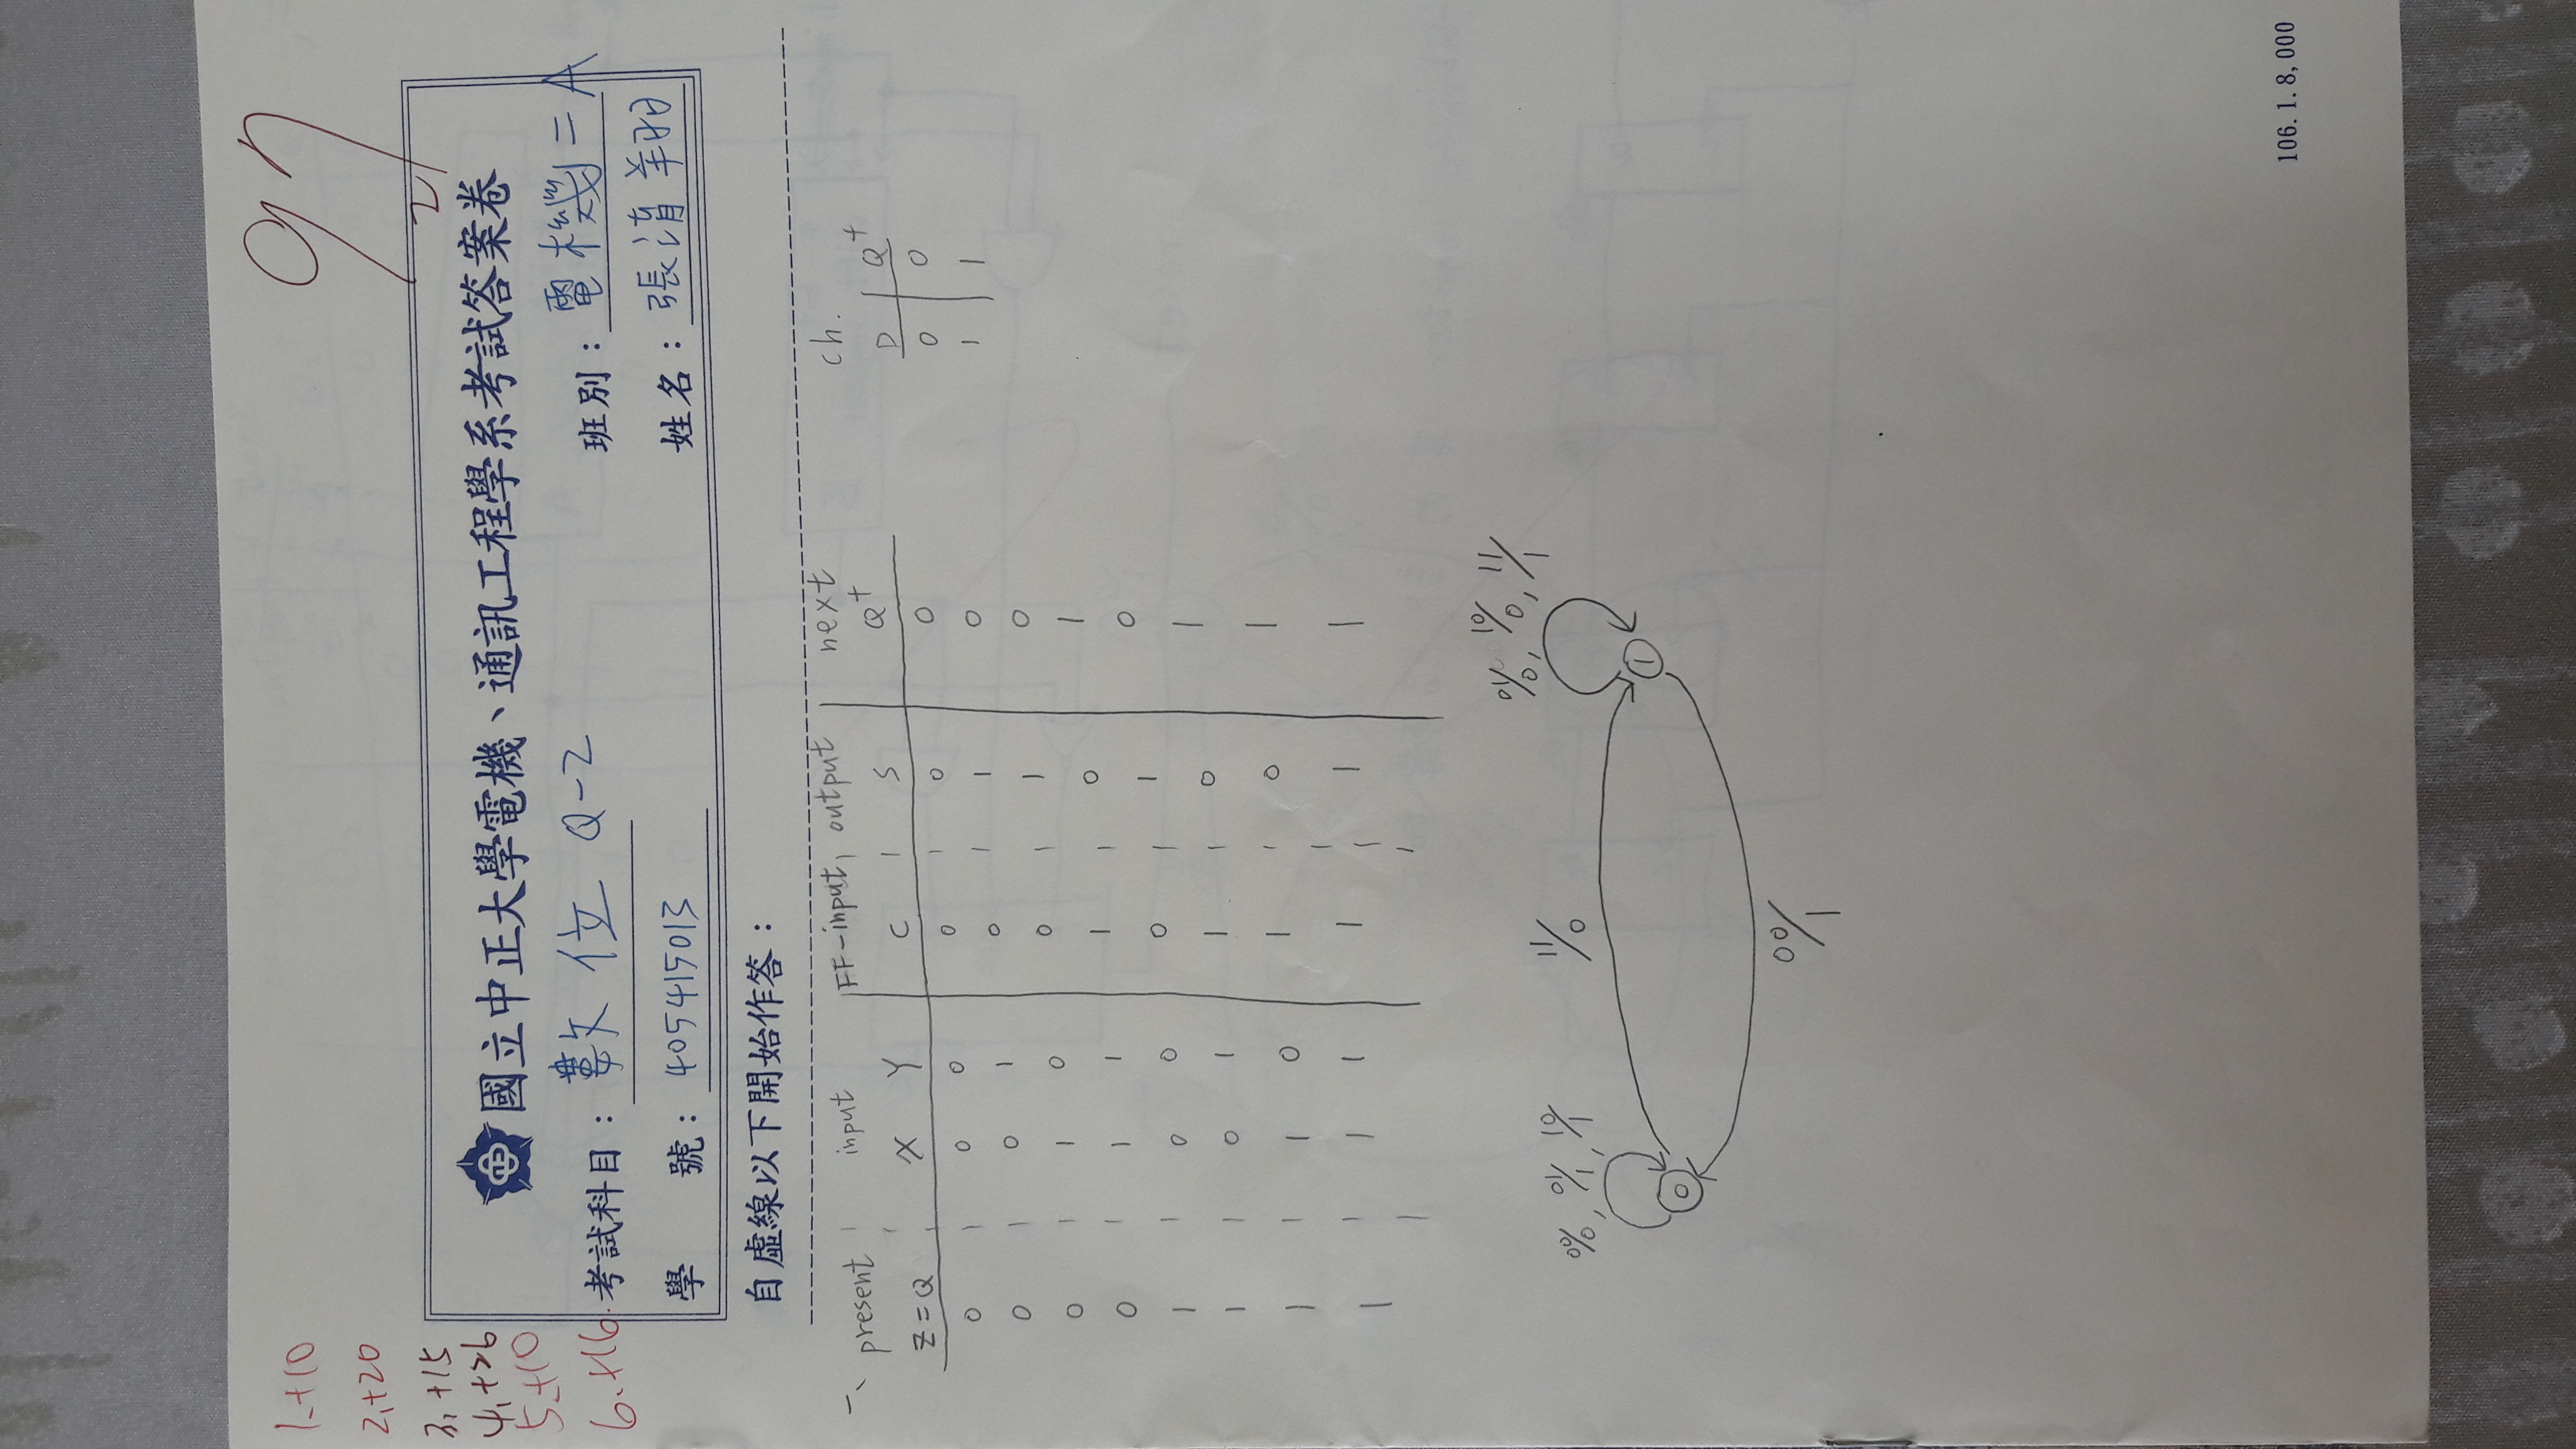 1.+10
2.+20
3.+15
4.+26
5.+10
6.+16
97
2
國立中正大學電機、通訊工程學系考試答案卷
考試科目：數位 Q-2
班別：電機二A
學 號：405415013
姓名：張清翔
自虛線以下開始作答：
一、 present input FF-input, output next
Z=Q X Y C S Q+
0 0 0 0 0 0
0 0 1 0 1 0
0 1 0 0 1 0
0 1 1 1 0 1
1 0 0 0 1 0
1 0 1 1 0 1
1 1 0 1 0 1
1 1 1 1 1 1
ch.
D Q+
0 0
1 1
00/0, 01/1, 10/1
11/0
01/0, 10/0, 11/1
0
1
00/1
106.1.8,000